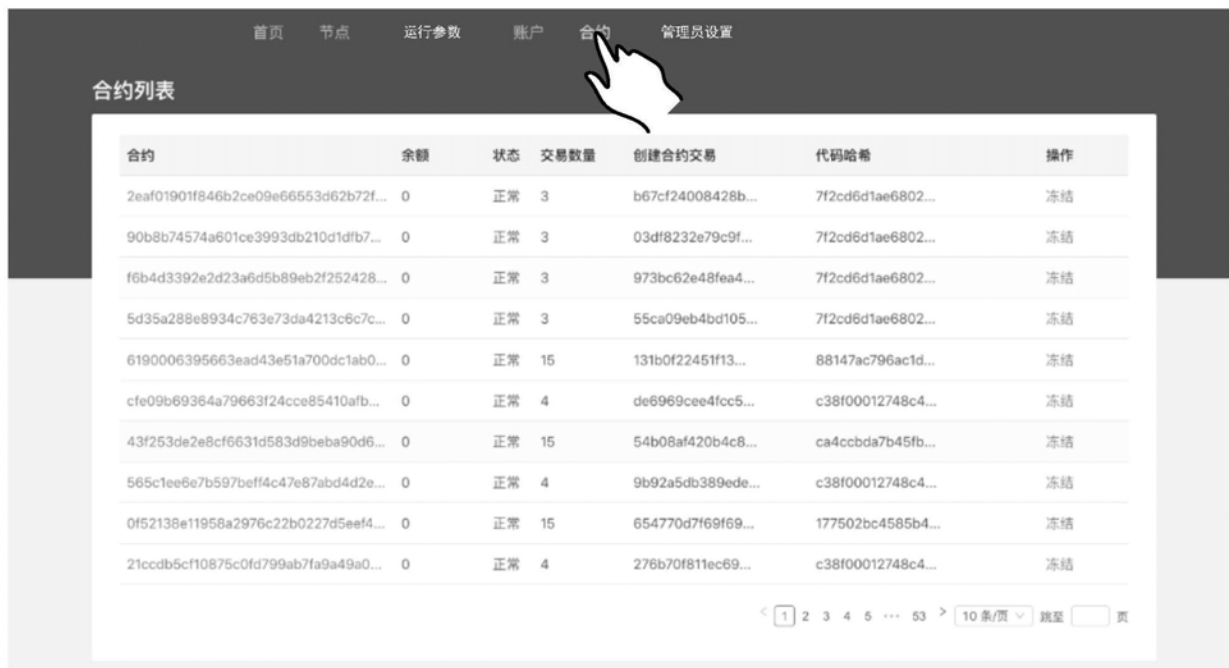 首页 节点 运行参数 账户 合约 管理员设置
合约列表
合约 余额 状态 交易数量 创建合约交易 代码哈希 操作
2eaf01901f846b2ce09e66553d62b72f... 0 正常 3 b67cf24008428b... 7f2cd6d1ae6802... 冻结
90b8b74574a601ce3993db210d1dfb7... 0 正常 3 03df8232e79c9f... 7f2cd6d1ae6802... 冻结
f6b4d3392e2d23a6d5b89eb2f252428... 0 正常 3 973bc62e48fea4... 7f2cd6d1ae6802... 冻结
5d35a288e8934c763e73da4213c6c7c... 0 正常 3 55ca09eb4bd105... 7f2cd6d1ae6802... 冻结
6190006395663ead43e51a700dc1ab0... 0 正常 15 131b0f22451f13... 88147ac796ac1d... 冻结
cfe09b69364a79663f24cce85410afb... 0 正常 4 de6969cee4fcc5... c38f00012748c4... 冻结
43f253de2e8cf6631d583d9beba90d6... 0 正常 15 54b08af420b4c8... ca4ccbda7b45fb... 冻结
565c1ee6e7b597beff4c47e87abd4d2e... 0 正常 4 9b92a5db389ede... c38f00012748c4... 冻结
0f52138e11958a2976c22b0227d5eef4... 0 正常 15 654770d7f69f69... 177502bc4585b4... 冻结
21ccdb5cf10875c0fd799ab7fa9a49a0... 0 正常 4 276b70f811ec69... c38f00012748c4... 冻结
< 1 2 3 4 5 ··· 53 > 10 条/页 跳至 页